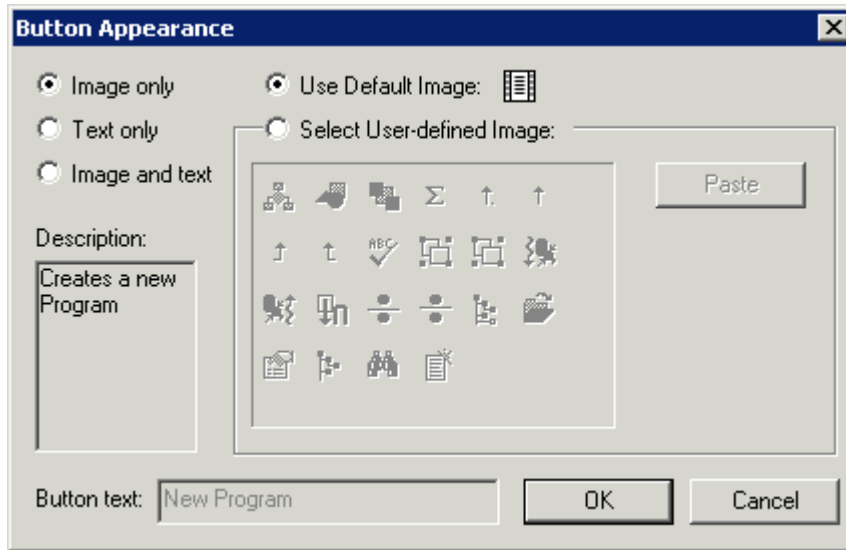 Button Appearance
Image only
Use Default Image:
Text only
Select User-defined Image:
Image and text
Paste
Σ
ABC
Description:
Creates a new
Program
Button text:
New Program
OK
Cancel